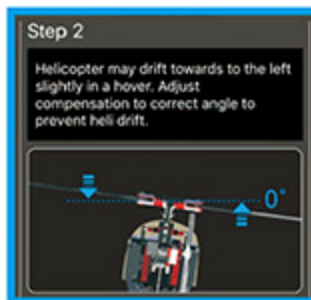 Step 2
Helicopter may drift towards to the left
slightly in a hover. Adjust
compensation to correct angle to
prevent heli drift.
0°